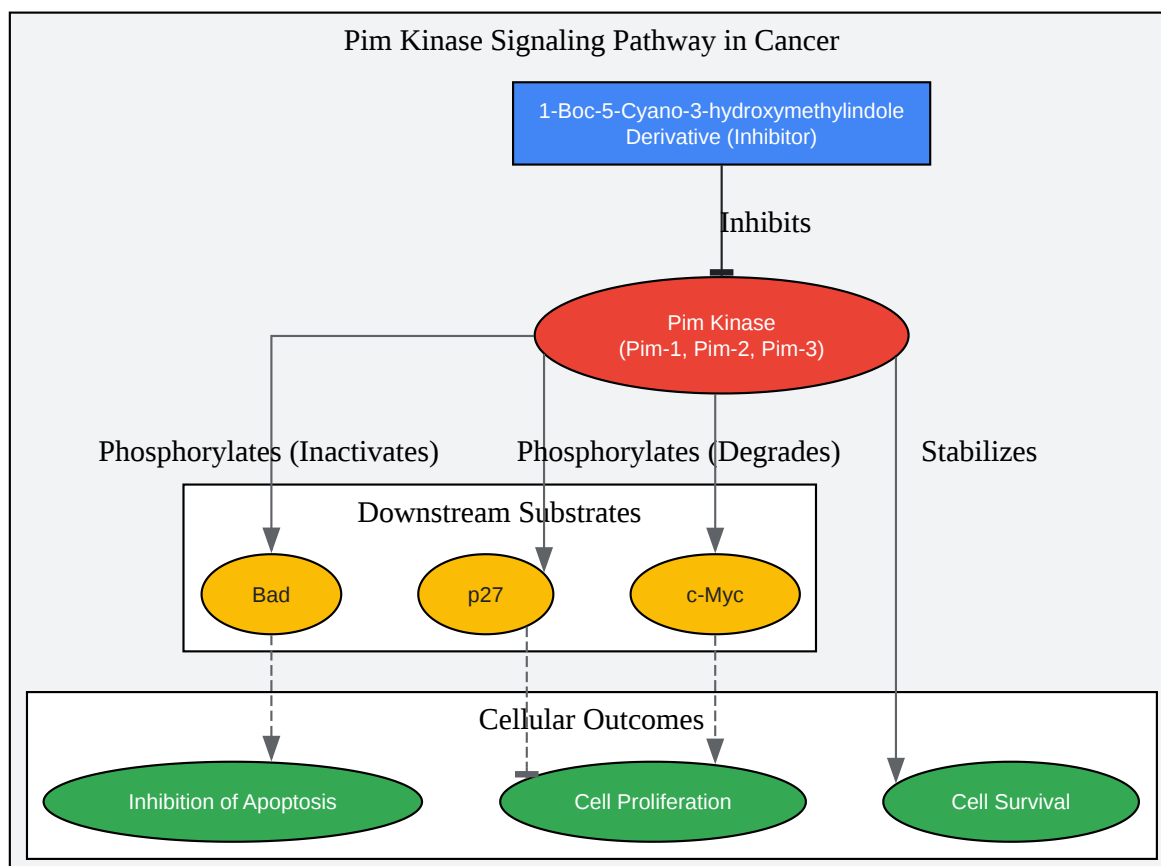 Pim Kinase Signaling Pathway in Cancer
1-Boc-5-Cyano-3-hydroxymethylindole
Derivative (Inhibitor)
Inhibits
Pim Kinase
(Pim-1, Pim-2, Pim-3)
Phosphorylates (Inactivates)
Phosphorylates (Degrades)
Stabilizes
Downstream Substrates
Bad
p27
c-Myc
Cellular Outcomes
Inhibition of Apoptosis
Cell Proliferation
Cell Survival